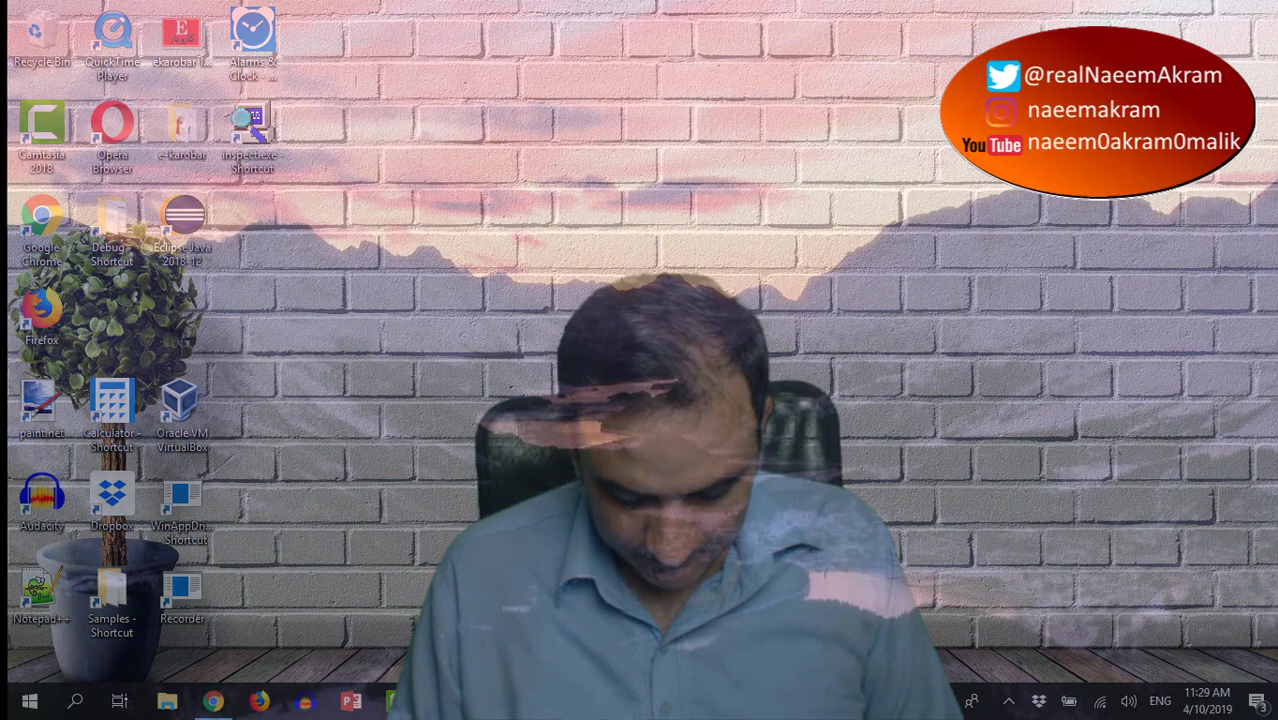 @realNaeemAkram
naeemakram
You Tube naeem0akram0malik
Recycle Bin
QuickTime
Player
ekarobar-l...
Alarms &
Clock - ...
Camtasia
2018
Opera
Browser
e-karobar
inspect.exe -
Shortcut
Google
Chrome
Debug -
Shortcut
Eclipse Java
2018-12
Firefox
paint.net
Calculator -
Shortcut
Oracle VM
VirtualBox
Audacity
Dropbox
WinAppDri...
- Shortcut
Notepad++
Samples -
Shortcut
Recorder
ENG
11:29 AM
4/10/2019
3